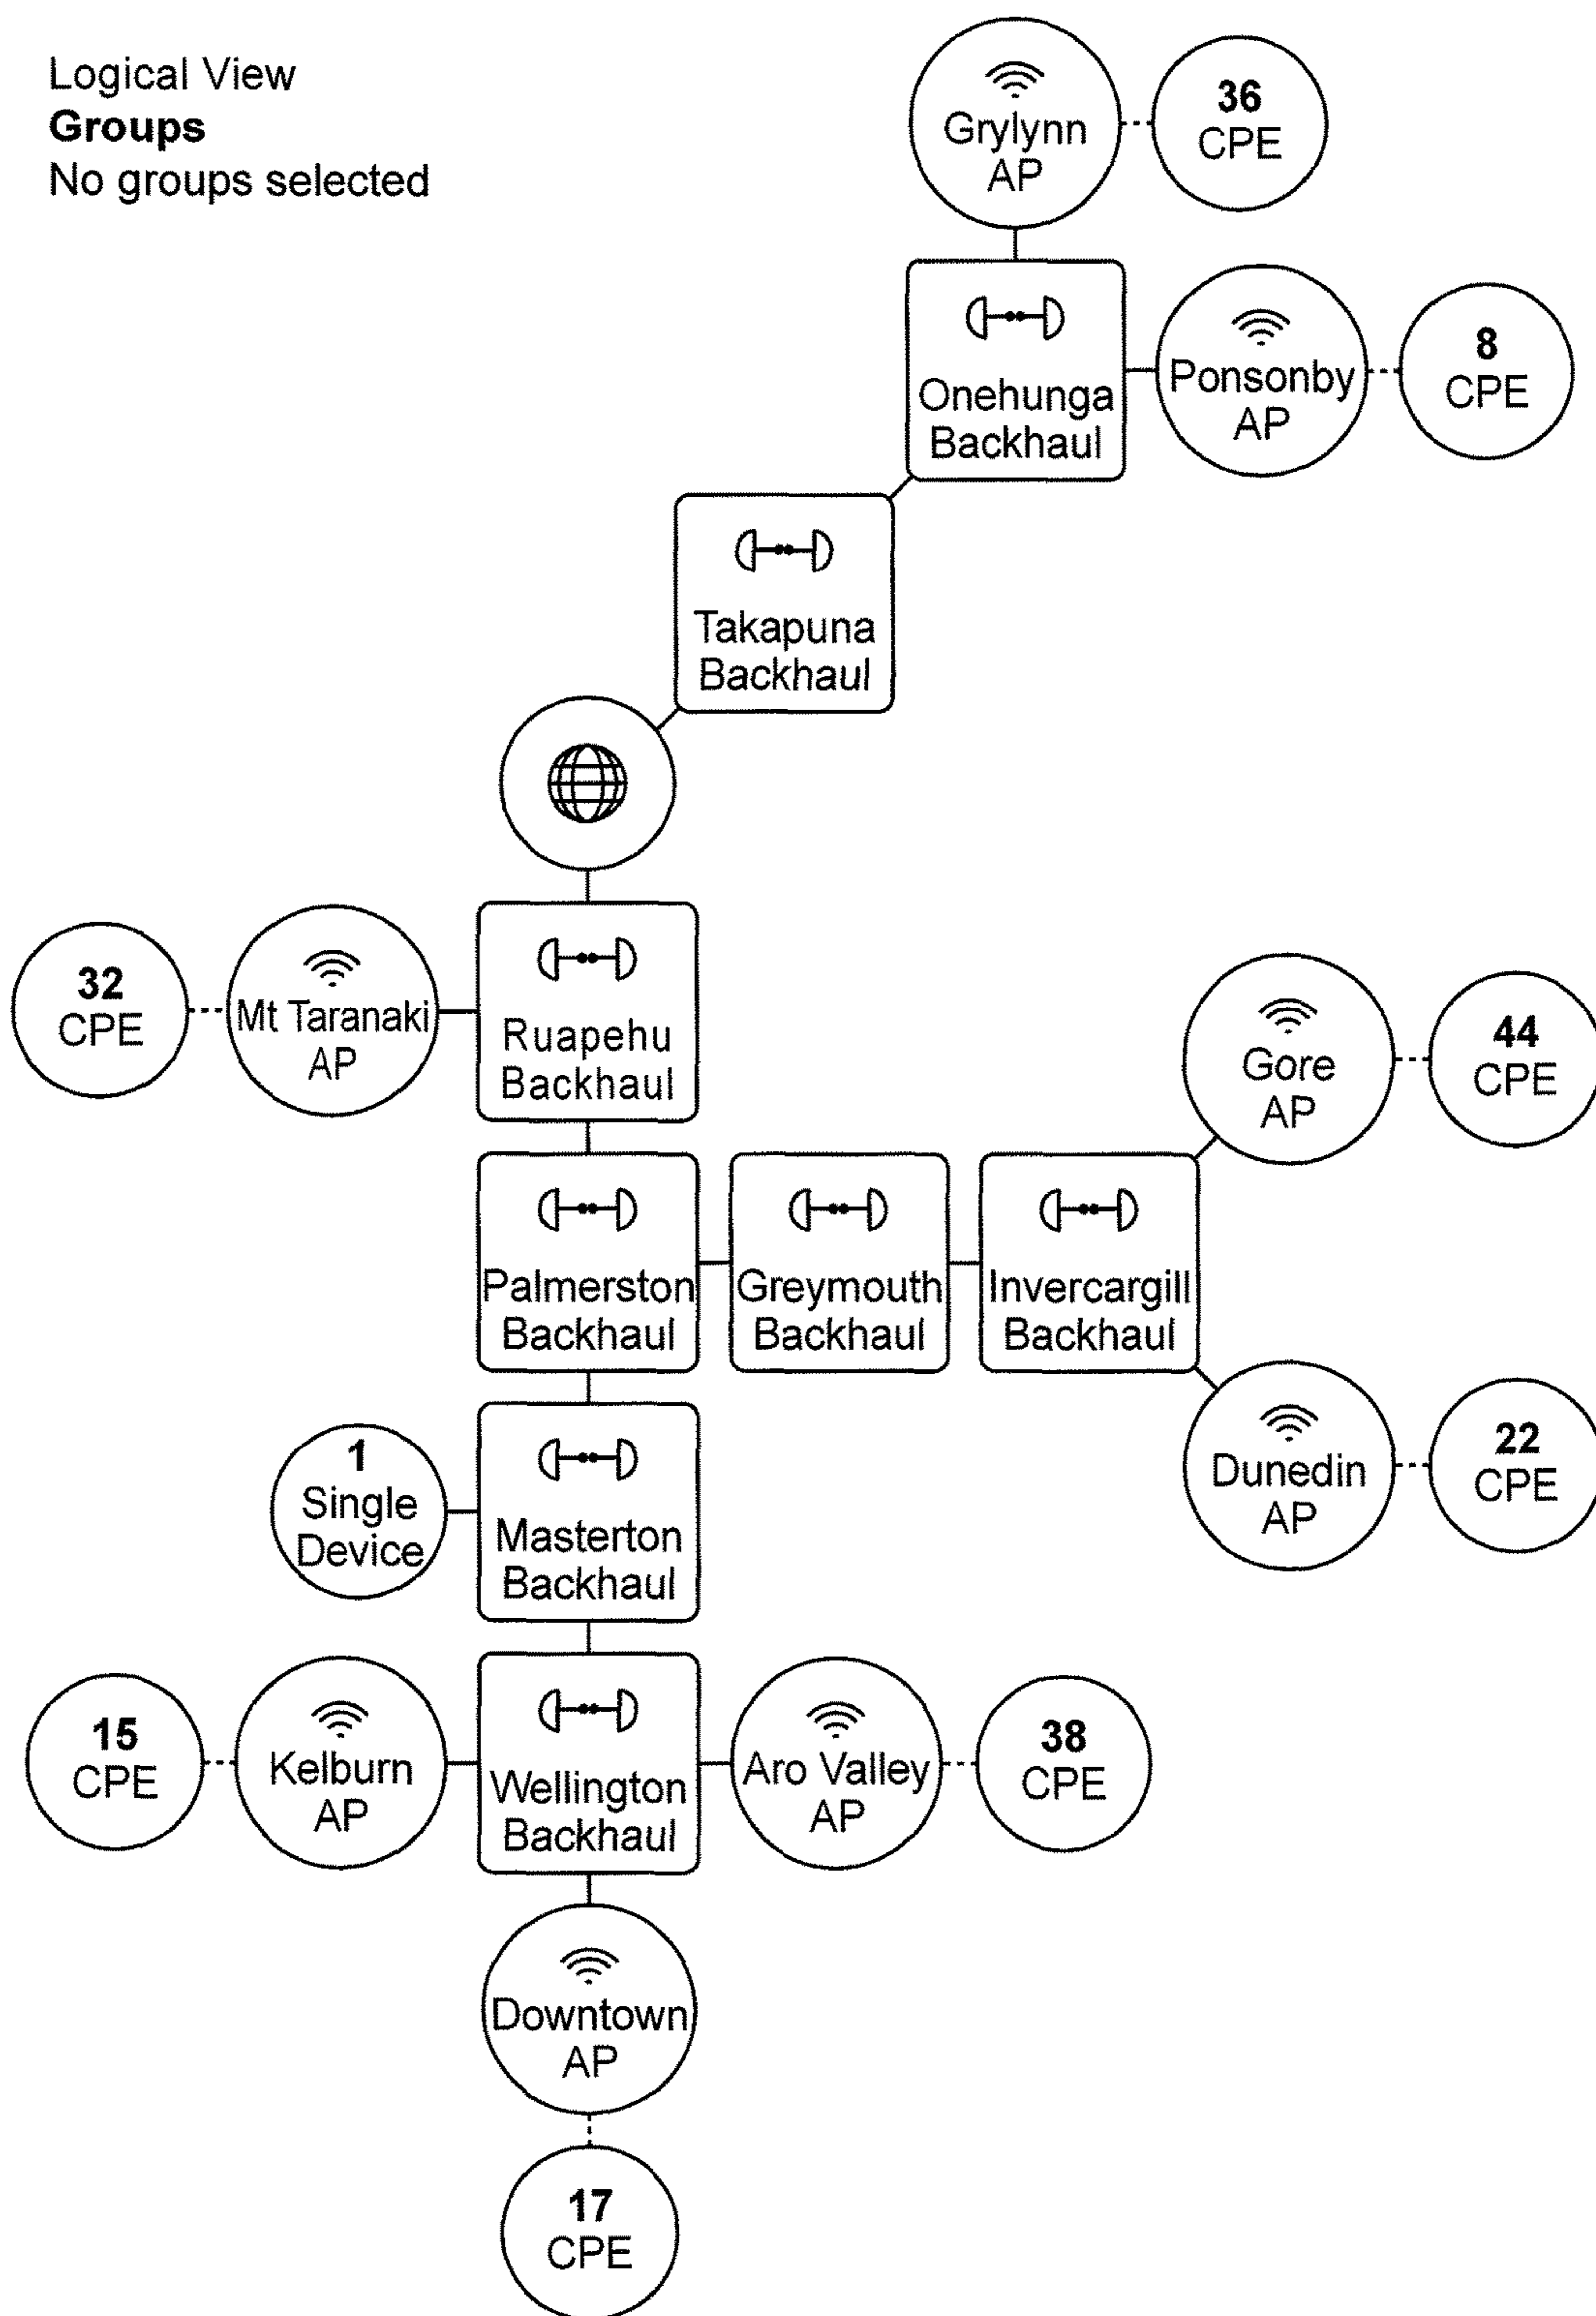 Logical View
Groups
No groups selected
Grylynn
AP
36
CPE
Onehunga
Backhaul
Ponsonby
AP
8
CPE
Takapuna
Backhaul
32
CPE
Mt Taranaki
AP
Ruapehu
Backhaul
Gore
AP
44
CPE
Palmerston
Backhaul
Greymouth
Backhaul
Invercargill
Backhaul
1
Single
Device
Masterton
Backhaul
Dunedin
AP
22
CPE
15
CPE
Kelburn
AP
Wellington
Backhaul
Aro Valley
AP
38
CPE
Downtown
AP
17
CPE